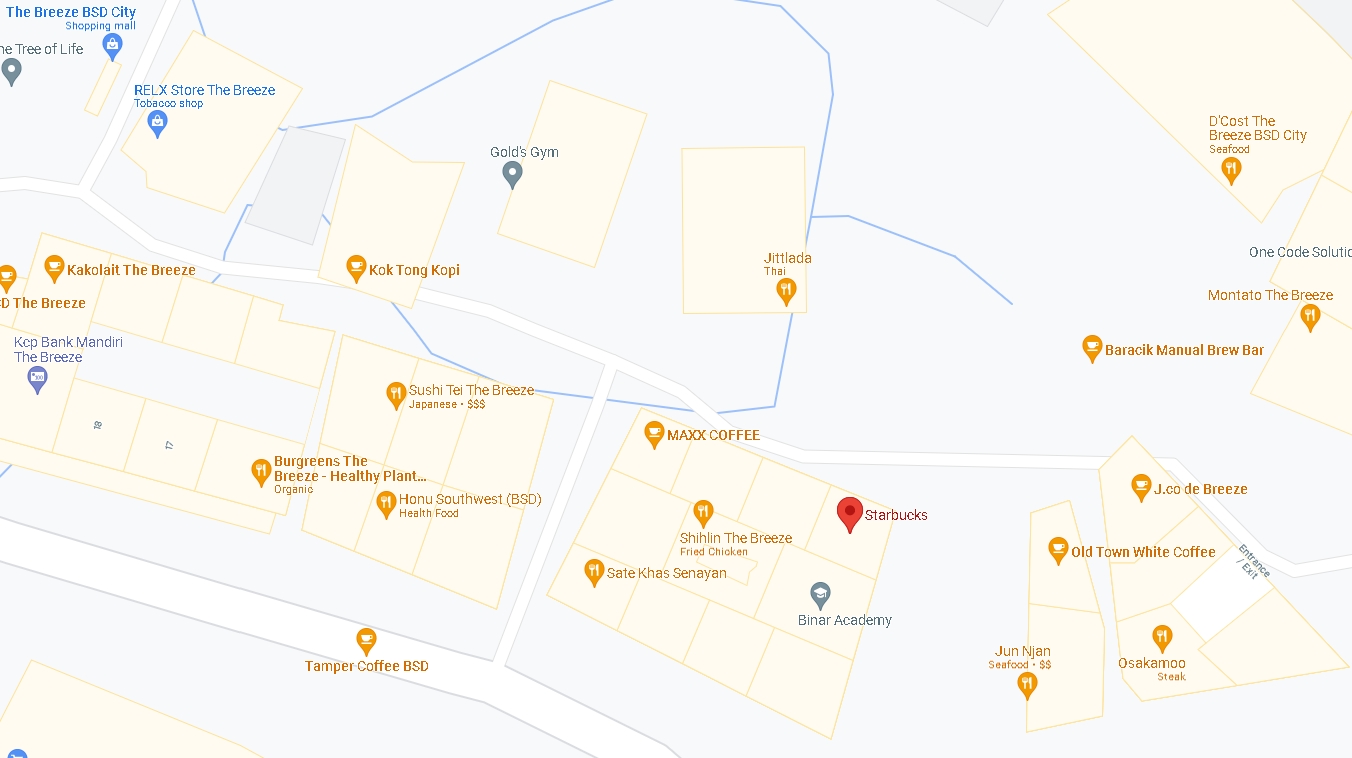 The Breeze BSD City
Shopping mall
ne Tree of Life
RELX Store The Breeze
Tobacco shop
Gold's Gym
D'Cost The
Breeze BSD City
Seafood
Kakolait The Breeze
Kok Tong Kopi
Jittlada
Thai
One Code Solutio
D The Breeze
Montato The Breeze
Kcp Bank Mandiri
The Breeze
Baracik Manual Brew Bar
Sushi Tei The Breeze
Japanese • $$$
18
17
MAXX COFFEE
Burgreens The
Breeze - Healthy Plant...
Organic
Honu Southwest (BSD)
Health Food
J.co de Breeze
Starbucks
Shihlin The Breeze
Fried Chicken
Old Town White Coffee
Entrance
/ Exit
Sate Khas Senayan
Binar Academy
Jun Njan
Seafood • $$
Osakamoo
Steak
Tamper Coffee BSD